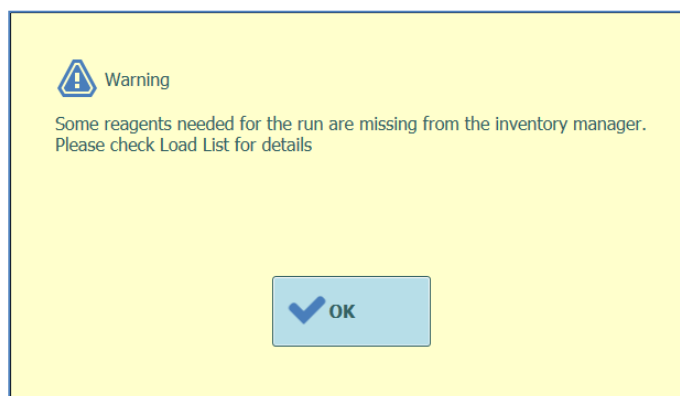 Warning
Some reagents needed for the run are missing from the inventory manager.
Please check Load List for details
OK